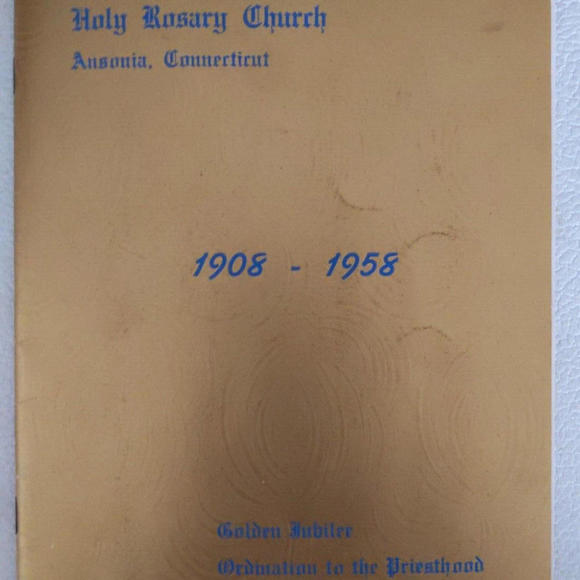 Holy Rosary Church
Ansonia, Connecticut
1908 - 1958
Golden Jubilee
Ordination to the Priesthood